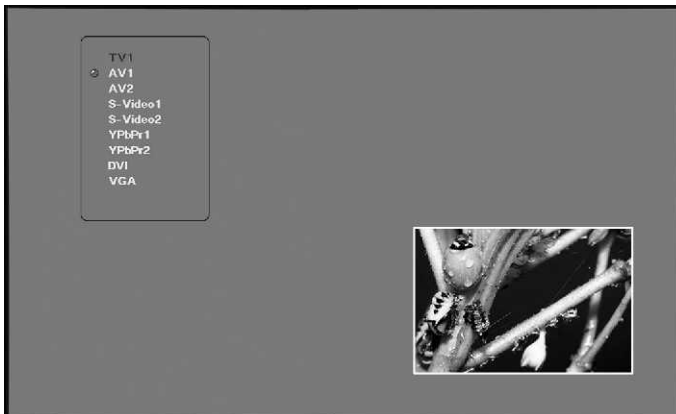 TV1
AV1
AV2
S-Video1
S-Video2
YPbPr1
YPbPr2
DVI
VGA